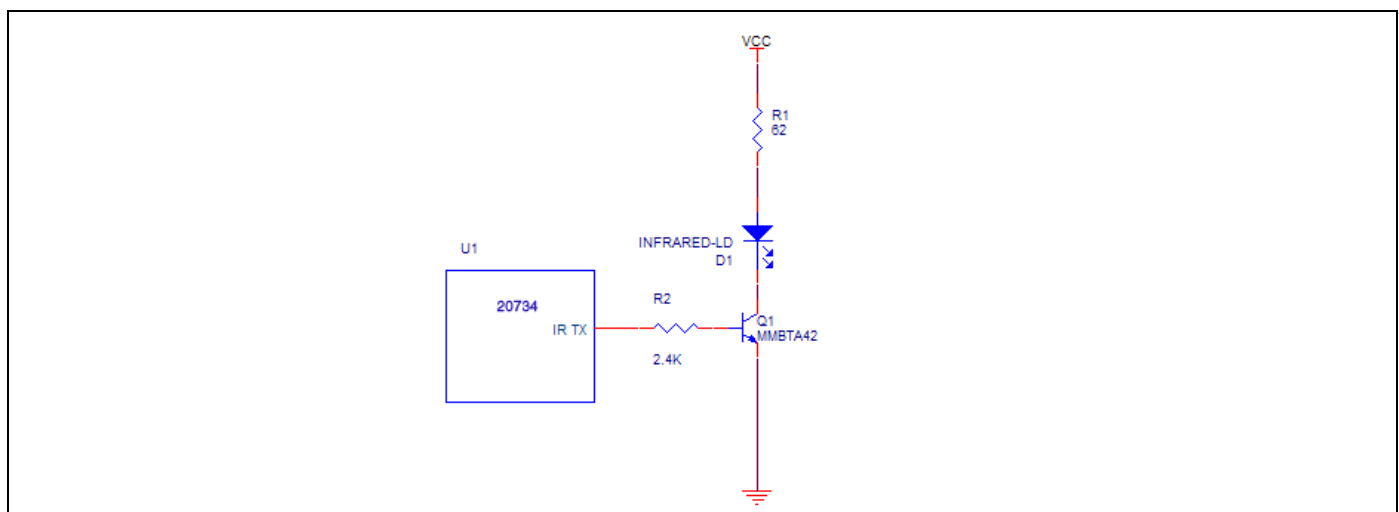 VCC
R1
62
INFRARED-LD
D1
U1
20734
IR TX
R2
2.4K
Q1
MMBTA42